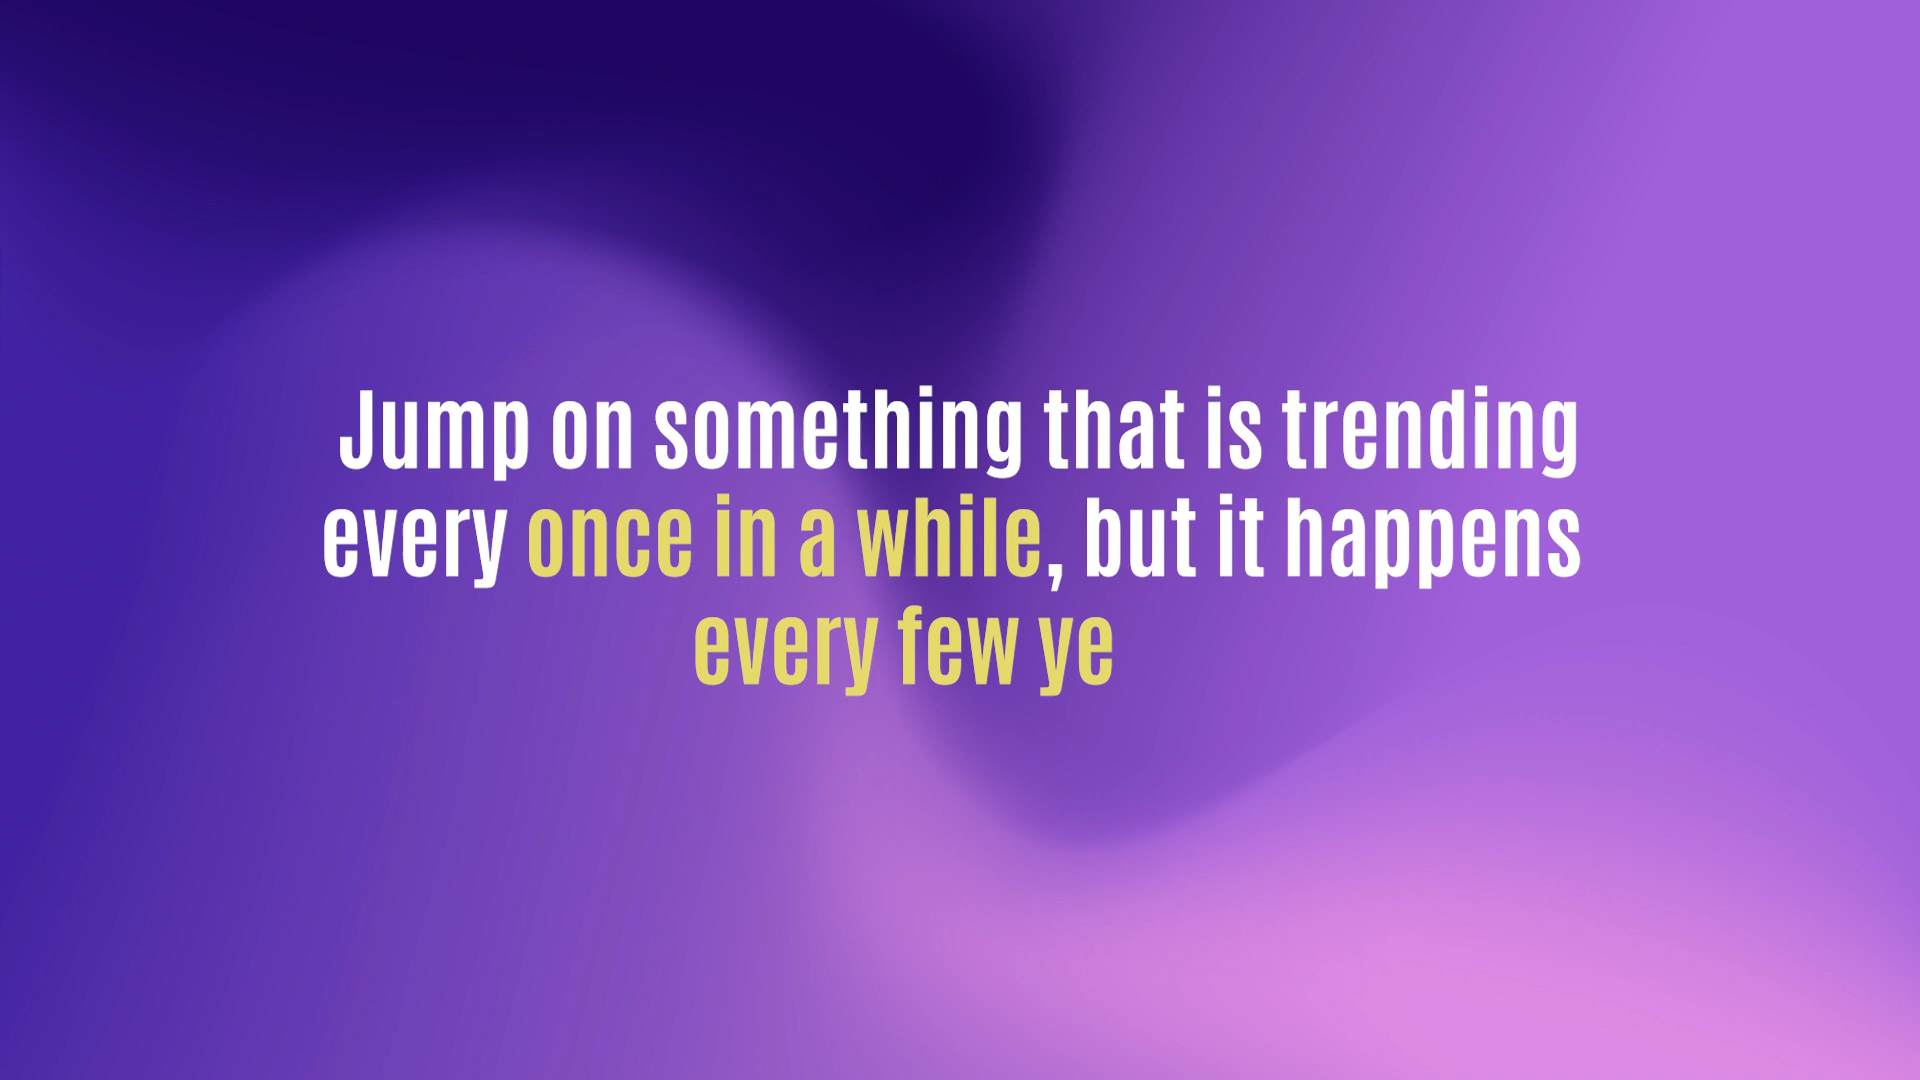 Jump on something that is trending
every once in a while, but it happens
every few ye